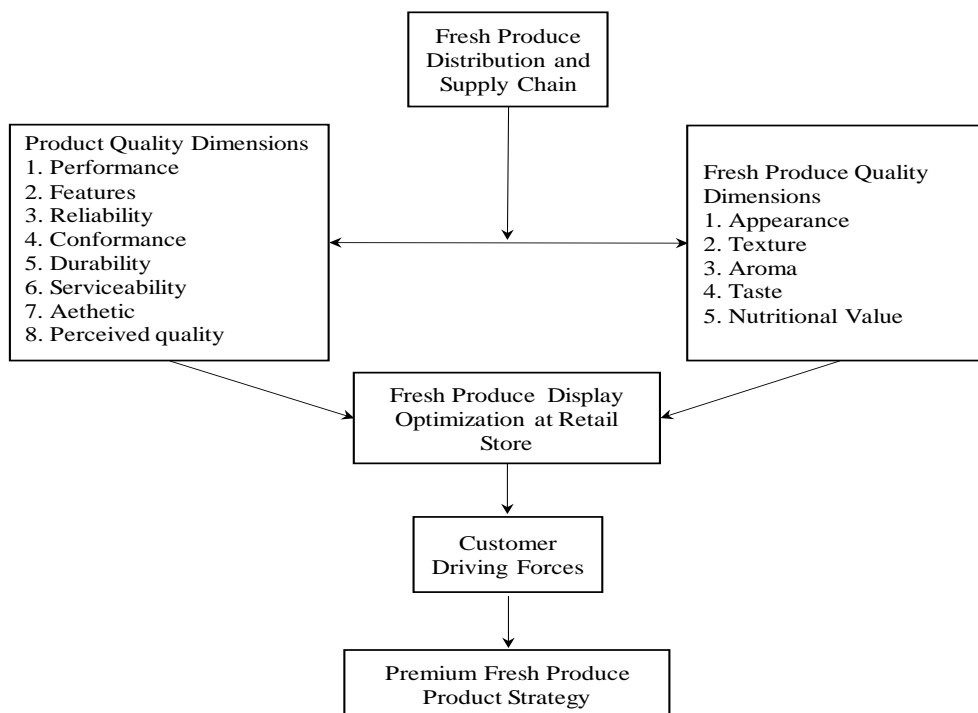 Fresh Produce
Distribution and
Supply Chain
Product Quality Dimensions
1. Performance
2. Features
3. Reliability
4. Conformance
5. Durability
6. Serviceability
7. Aethetic
8. Perceived quality
Fresh Produce Quality
Dimensions
1. Appearance
2. Texture
3. Aroma
4. Taste
5. Nutritional Value
Fresh Produce Display
Optimization at Retail
Store
Customer
Driving Forces
Premium Fresh Produce
Product Strategy